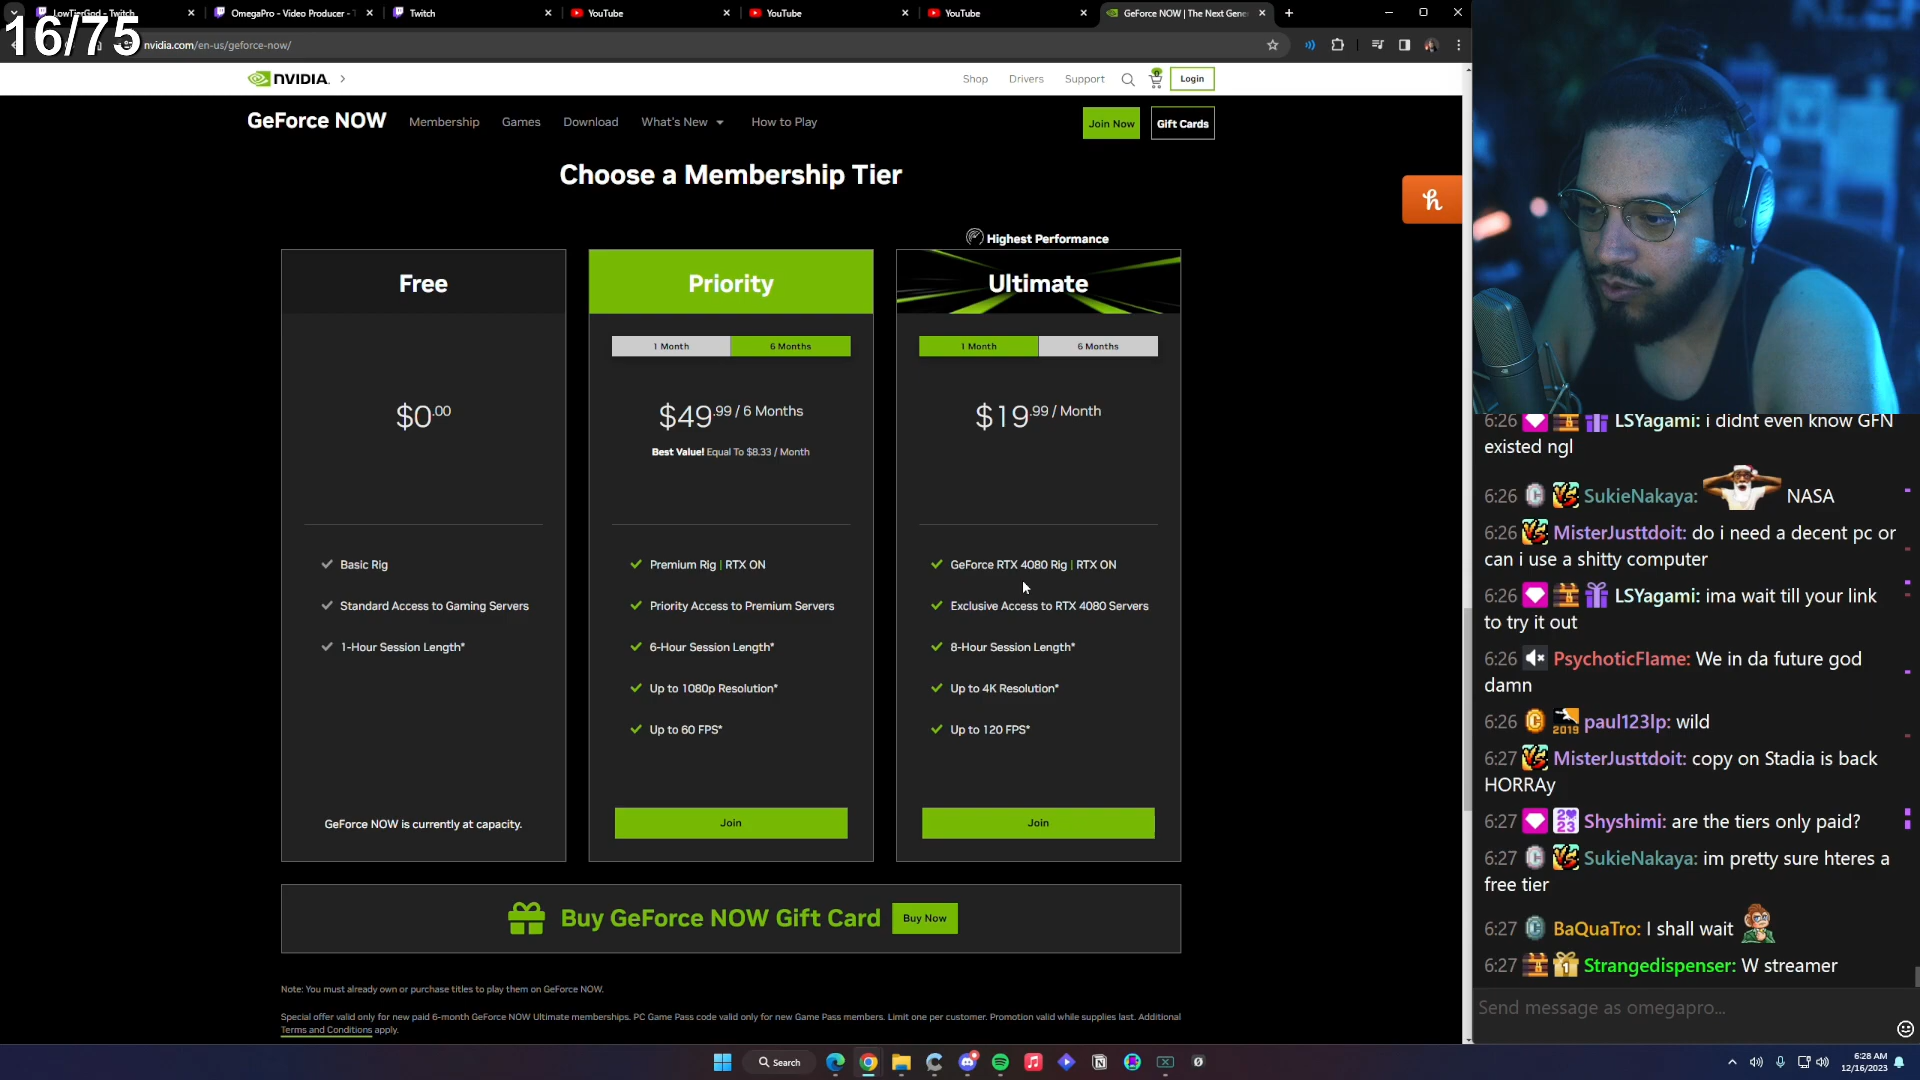 LowTierGod - Twitch
OmegaPro - Video Producer -
Twitch
YouTube
YouTube
YouTube
GeForce NOW | The Next Gene
16/75
nvidia.com/en-us/geforce-now/
NVIDIA.
Shop
Drivers
Support
0
Login
GeForce NOW
Membership
Games
Download
What's New
How to Play
Join Now
Gift Cards
Choose a Membership Tier
Highest Performance
Free
$0.00
Basic Rig
Standard Access to Gaming Servers
1-Hour Session Length*
GeForce NOW is currently at capacity.
Priority
1 Month
6 Months
$49.99 / 6 Months
Best Value! Equal To $8.33 / Month
Premium Rig | RTX ON
Priority Access to Premium Servers
6-Hour Session Length*
Up to 1080p Resolution*
Up to 60 FPS*
Join
Ultimate
1 Month
6 Months
$19.99 / Month
GeForce RTX 4080 Rig | RTX ON
Exclusive Access to RTX 4080 Servers
8-Hour Session Length*
Up to 4K Resolution*
Up to 120 FPS*
Join
Buy GeForce NOW Gift Card
Buy Now
Note: You must already own or purchase titles to play them on GeForce NOW.
Special offer valid only for new paid 6-month GeForce NOW Ultimate memberships. PC Game Pass code valid only for new Game Pass members. Limit one per customer. Promotion valid while supplies last. Additional
Terms and Conditions apply.
6:26 LSYagami: i didnt even know GFN
existed ngl
6:26 SukieNakaya: NASA
6:26 MisterJusttdoit: do i need a decent pc or
can i use a shitty computer
6:26 LSYagami: ima wait till your link
to try it out
6:26 PsychoticFlame: We in da future god
damn
6:26 2019 paul123lp: wild
6:27 MisterJusttdoit: copy on Stadia is back
HORRAy
6:27 Shyshimi: are the tiers only paid?
6:27 SukieNakaya: im pretty sure hteres a
free tier
6:27 BaQuaTro: I shall wait
6:27 1 Strangedispenser: W streamer
Send message as omegapro...
Search
6:28 AM
12/16/2023